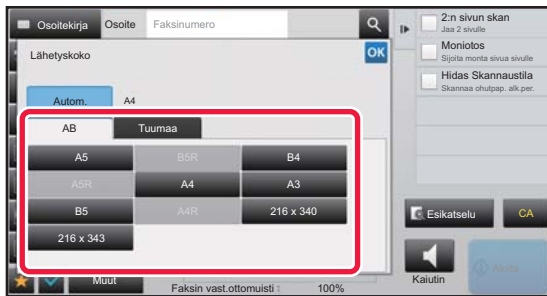 Osoitekirja Osoite Faksinumero
Lähetyskoko OK
Autom. A4
AB Tuumaa
A5 B5R B4
A5R A4 A3
B5 A4R 216 x 340
216 x 343
Muut Faksin vast.ottomuisti : 100%
2:n sivun skan
Jaa 2 sivulle
Moniotos
Sijoita monta sivua sivulle
Hidas Skannaustila
Skannaa ohutpap. alk.per.
Esikatselu CA
Kaiutin Aloita